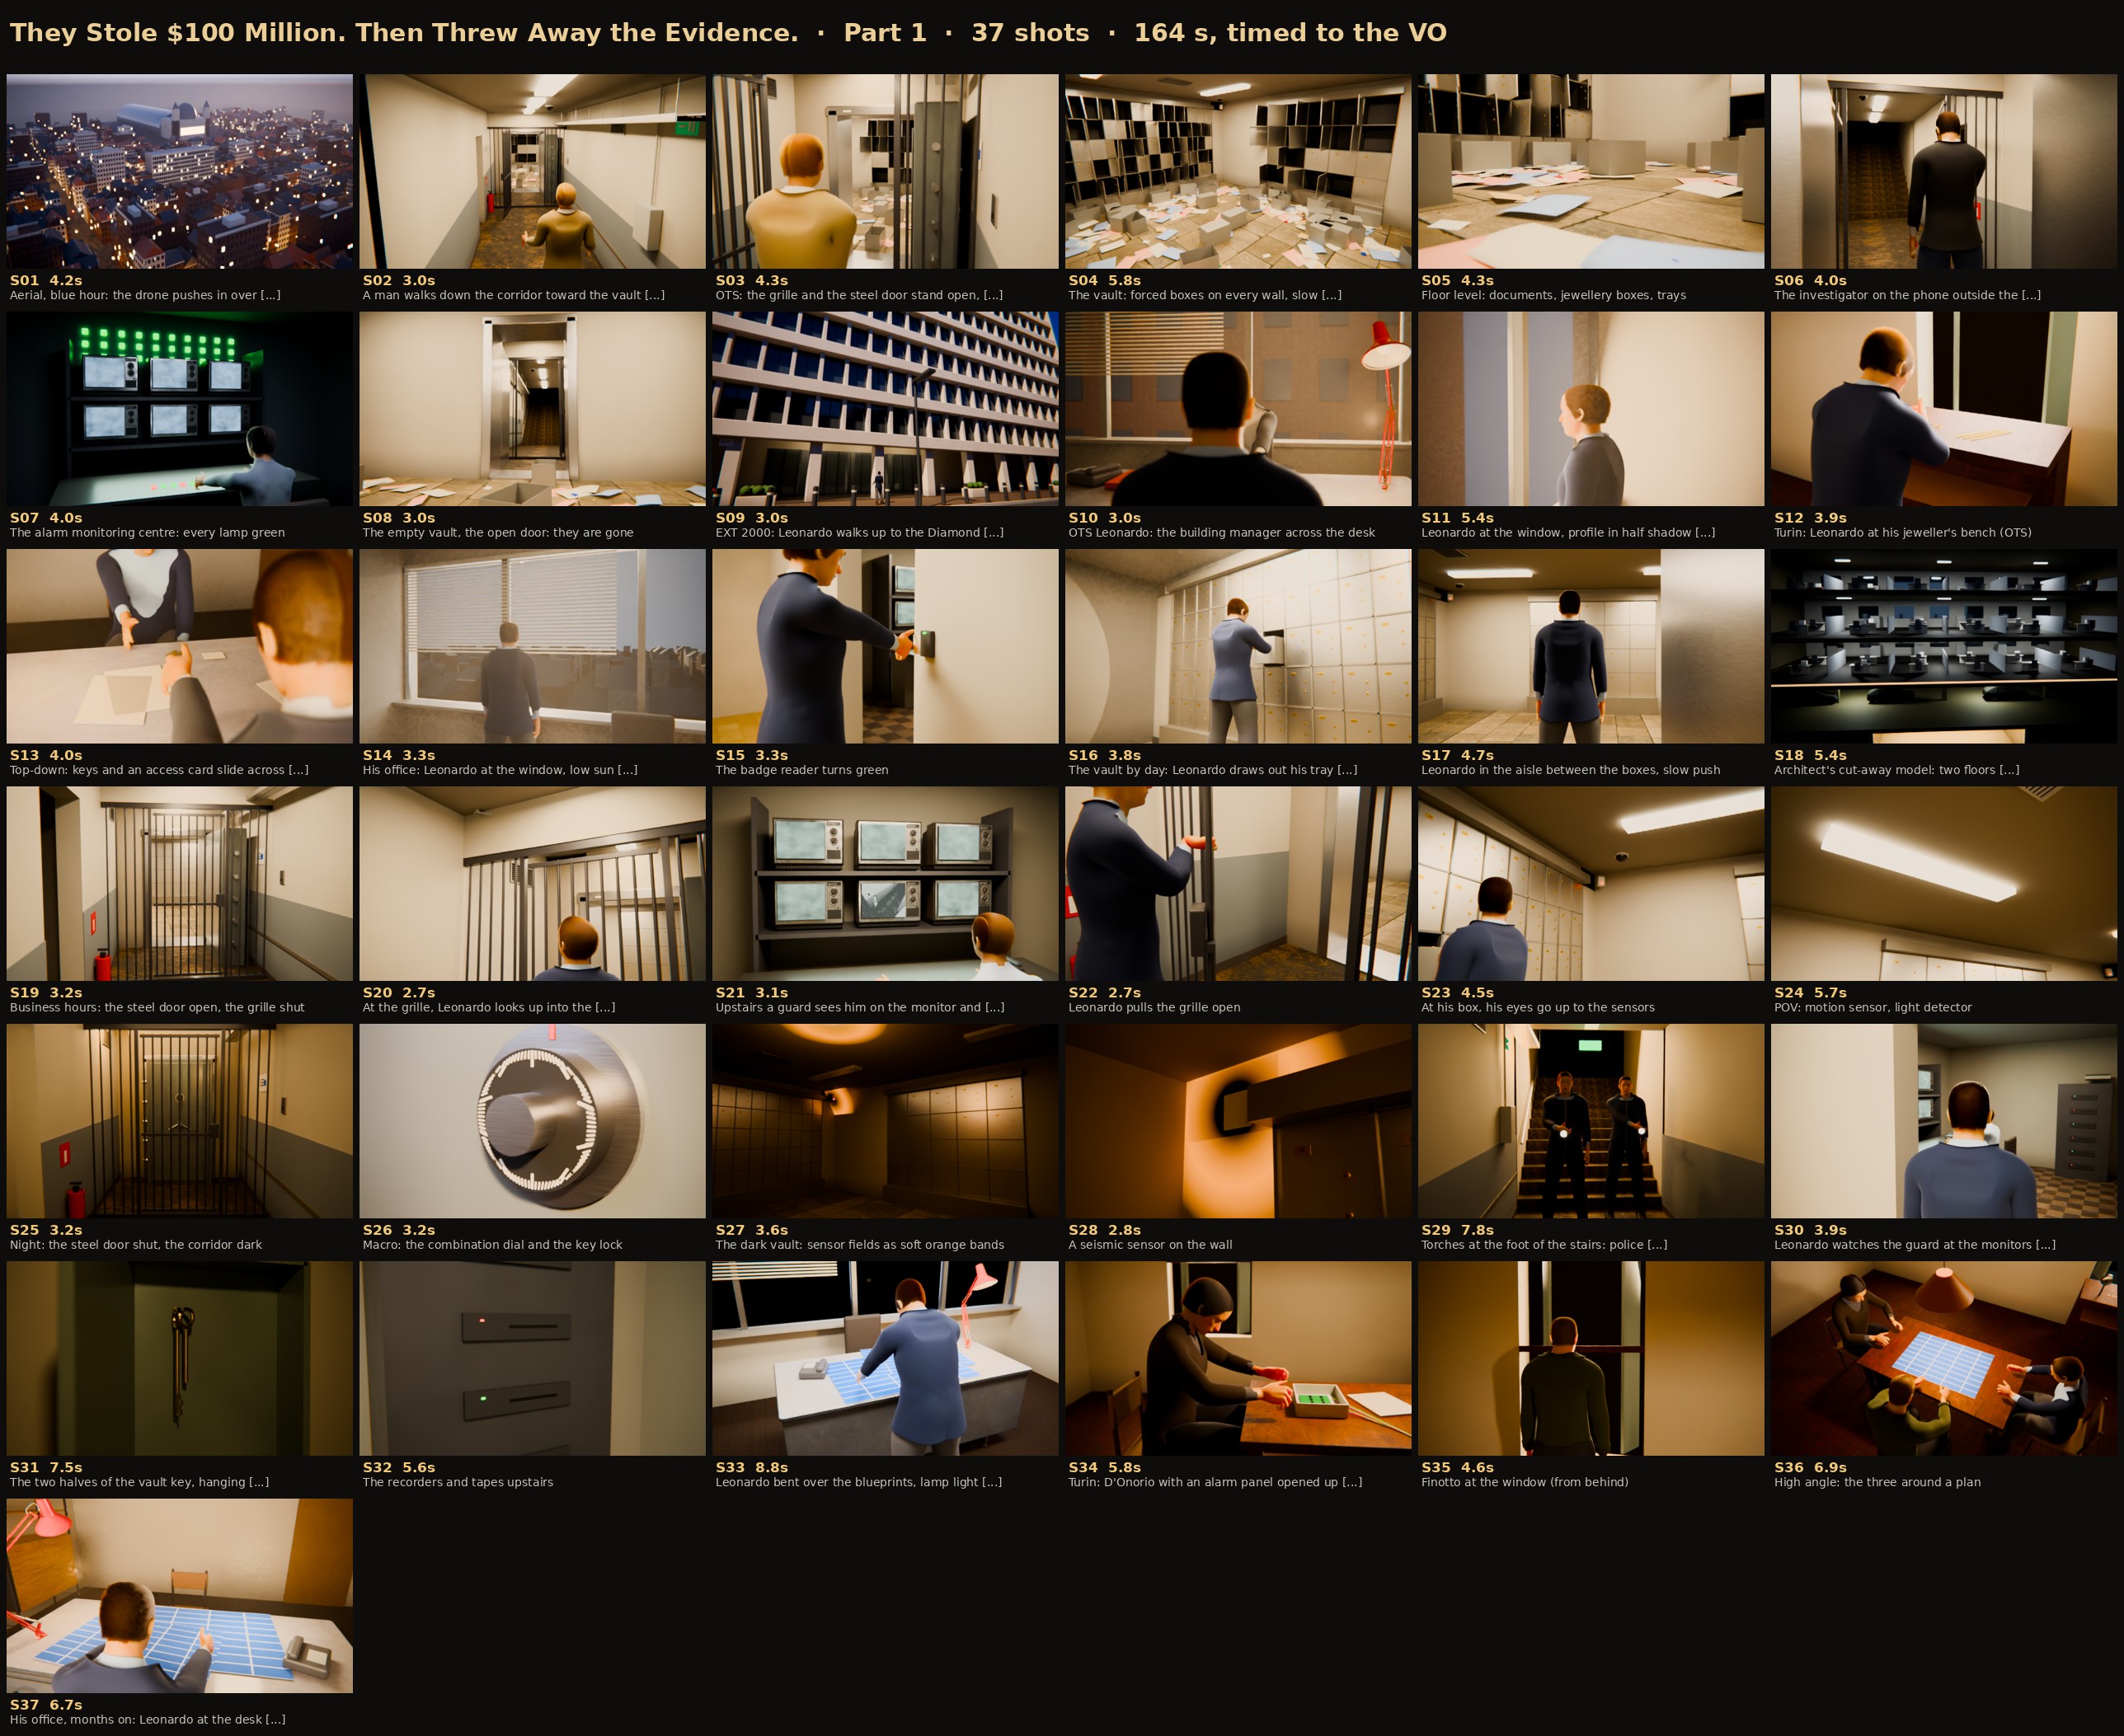 They Stole $100 Million. Then Threw Away the Evidence. · Part 1 · 37 shots · 164 s, timed to the VO
S01 4.2s
Aerial, blue hour: the drone pushes in over [...]
S02 3.0s
A man walks down the corridor toward the vault [...]
S03 4.3s
OTS: the grille and the steel door stand open, [...]
S04 5.8s
The vault: forced boxes on every wall, slow [...]
S05 4.3s
Floor level: documents, jewellery boxes, trays
S06 4.0s
The investigator on the phone outside the [...]
S07 4.0s
The alarm monitoring centre: every lamp green
S08 3.0s
The empty vault, the open door: they are gone
S09 3.0s
EXT 2000: Leonardo walks up to the Diamond [...]
S10 3.0s
OTS Leonardo: the building manager across the desk
S11 5.4s
Leonardo at the window, profile in half shadow [...]
S12 3.9s
Turin: Leonardo at his jeweller's bench (OTS)
S13 4.0s
Top-down: keys and an access card slide across [...]
S14 3.3s
His office: Leonardo at the window, low sun [...]
S15 3.3s
The badge reader turns green
S16 3.8s
The vault by day: Leonardo draws out his tray [...]
S17 4.7s
Leonardo in the aisle between the boxes, slow push
S18 5.4s
Architect's cut-away model: two floors [...]
S19 3.2s
Business hours: the steel door open, the grille shut
S20 2.7s
At the grille, Leonardo looks up into the [...]
S21 3.1s
Upstairs a guard sees him on the monitor and [...]
S22 2.7s
Leonardo pulls the grille open
S23 4.5s
At his box, his eyes go up to the sensors
S24 5.7s
POV: motion sensor, light detector
S25 3.2s
Night: the steel door shut, the corridor dark
S26 3.2s
Macro: the combination dial and the key lock
S27 3.6s
The dark vault: sensor fields as soft orange bands
S28 2.8s
A seismic sensor on the wall
S29 7.8s
Torches at the foot of the stairs: police [...]
S30 3.9s
Leonardo watches the guard at the monitors [...]
S31 7.5s
The two halves of the vault key, hanging [...]
S32 5.6s
The recorders and tapes upstairs
S33 8.8s
Leonardo bent over the blueprints, lamp light [...]
S34 5.8s
Turin: D'Onorio with an alarm panel opened up [...]
S35 4.6s
Finotto at the window (from behind)
S36 6.9s
High angle: the three around a plan
S37 6.7s
His office, months on: Leonardo at the desk [...]